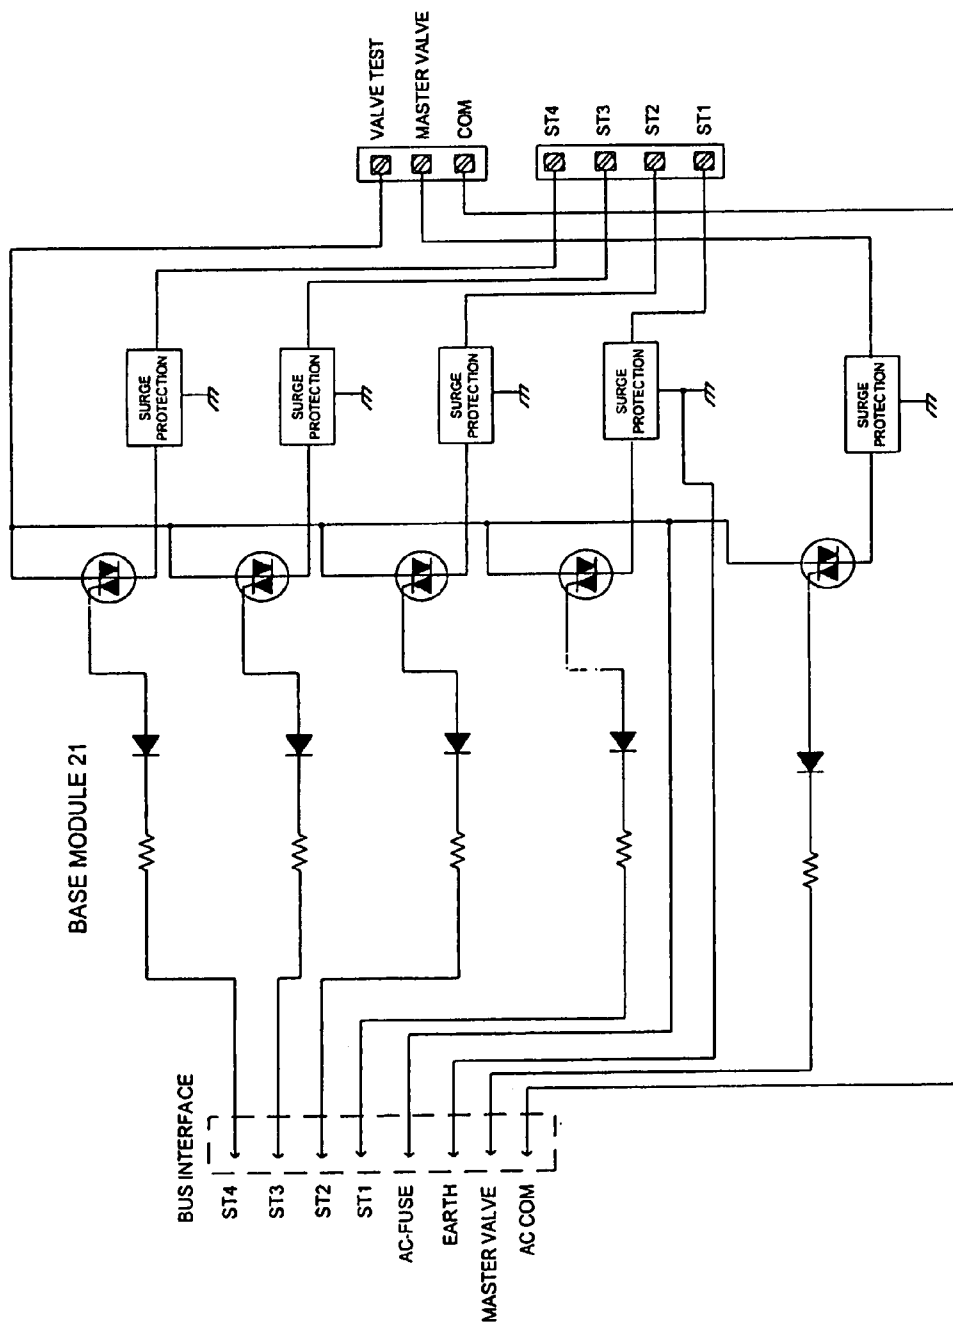 BASE MODULE 21
BUS INTERFACE
ST4
ST3
ST2
ST1
AC-FUSE
EARTH
MASTER VALVE
AC COM
SURGE
PROTECTION
SURGE
PROTECTION
SURGE
PROTECTION
SURGE
PROTECTION
SURGE
PROTECTION
VALVE TEST
MASTER VALVE
COM
ST4
ST3
ST2
ST1